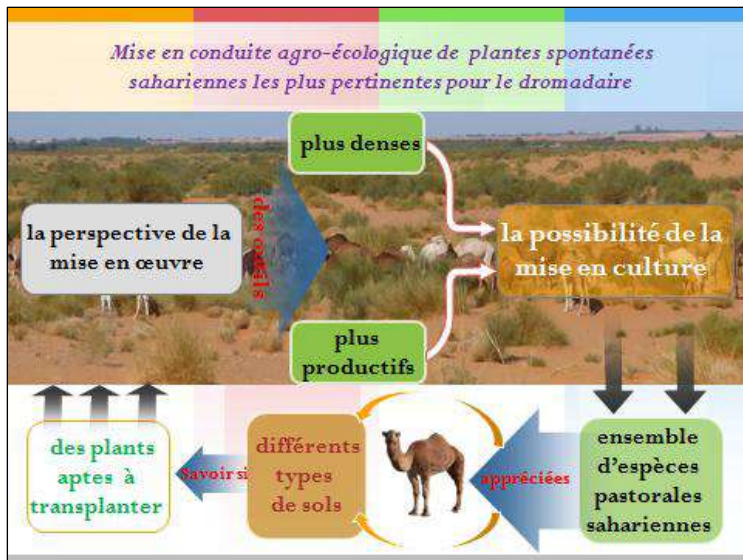 Mise en conduite agro-écologique de plantes spontanées
sahariennes les plus pertinentes pour le dromadaire
plus denses
la perspective de la
mise en œuvre
des outils
la possibilité de la
mise en culture
plus
productifs
des plants
aptes à
transplanter
Savoir si
différents
types
de sols
appréciées
ensemble
d'espèces
pastorales
sahariennes